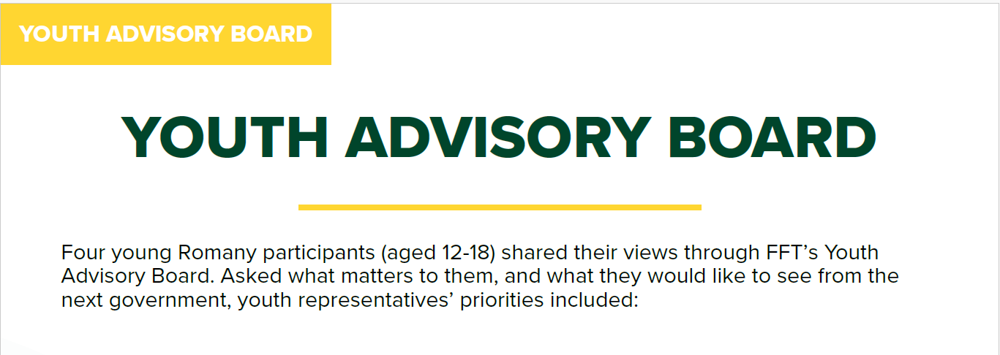 YOUTH ADVISORY BOARD
YOUTH ADVISORY BOARD
Four young Romany participants (aged 12-18) shared their views through FFT’s Youth
Advisory Board. Asked what matters to them, and what they would like to see from the
next government, youth representatives’ priorities included: